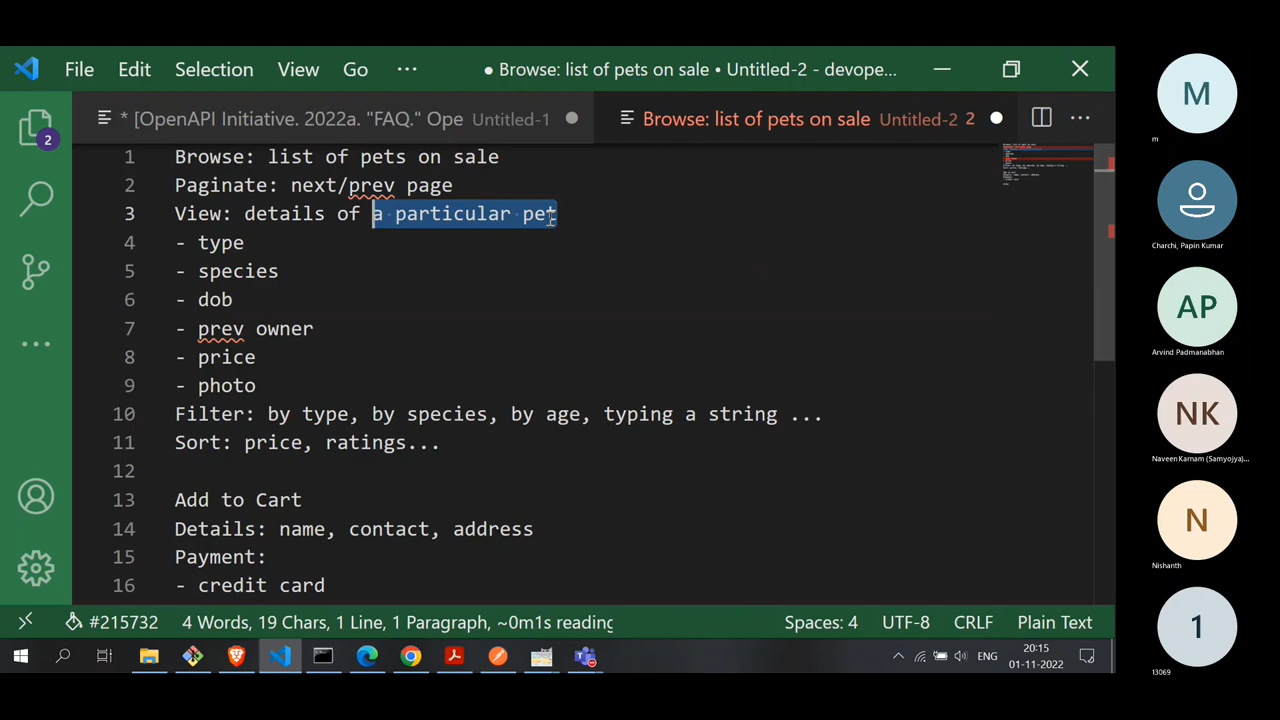 File Edit Selection View Go ···
● Browse: list of pets on sale • Untitled-2 - devope...
* [OpenAPI Initiative. 2022a. "FAQ." Ope Untitled-1
Browse: list of pets on sale Untitled-2 2
1 Browse: list of pets on sale
2 Paginate: next/prev page
3 View: details of a particular pet
4 - type
5 - species
6 - dob
7 - prev owner
8 - price
9 - photo
10 Filter: by type, by species, by age, typing a string ...
11 Sort: price, ratings...
12
13 Add to Cart
14 Details: name, contact, address
15 Payment:
16 - credit card
2
#215732 4 Words, 19 Chars, 1 Line, 1 Paragraph, ~0m1s reading
Spaces: 4 UTF-8 CRLF Plain Text
ENG
20:15
01-11-2022
M
m
Charchi, Papin Kumar
AP
Arvind Padmanabhan
NK
Naveen Karnam (Samyojya)...
N
Nishanth
1
13069